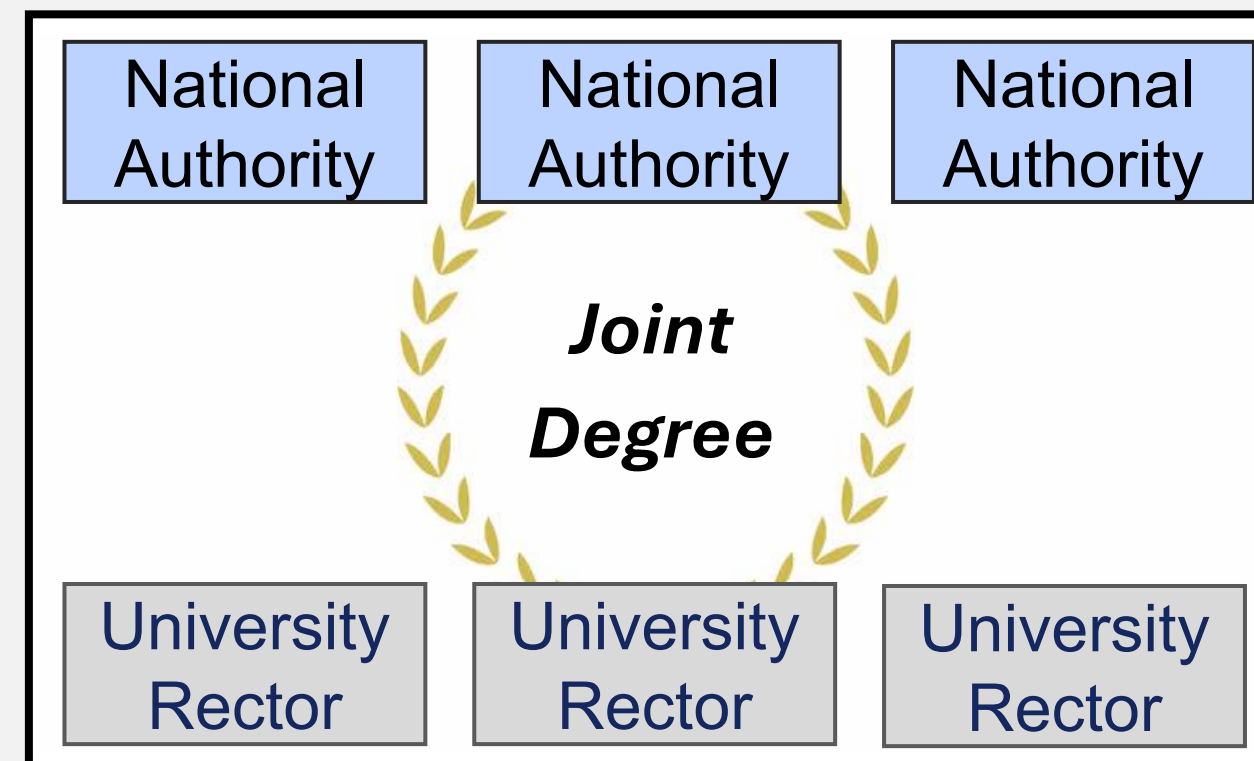 National
Authority
National
Authority
National
Authority
Joint
Degree
University
Rector
University
Rector
University
Rector